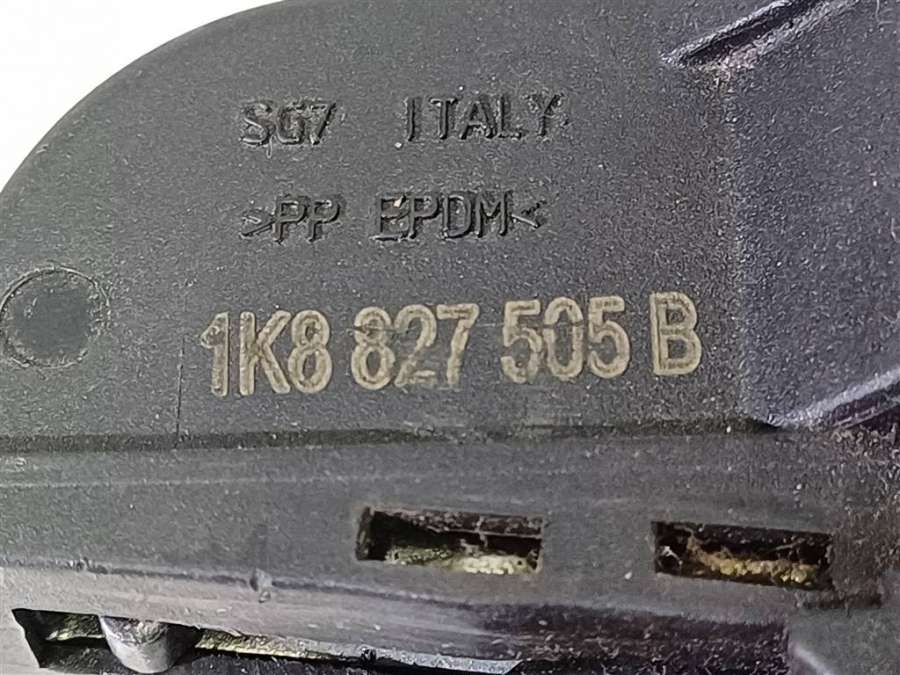 SG7 ITALY
>PP EPDM<
1K8 827 505 B